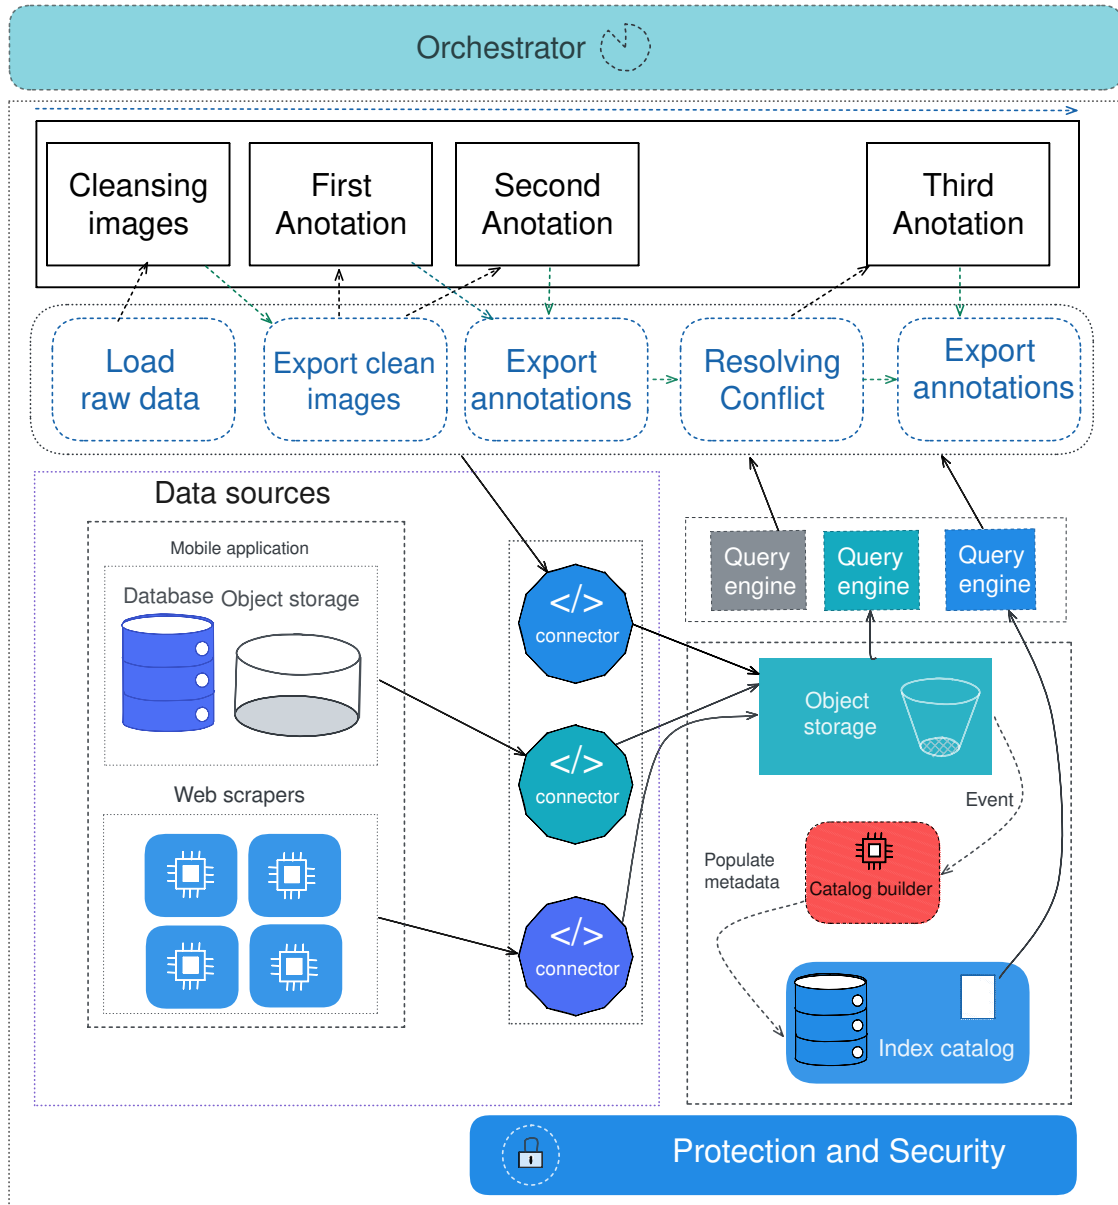 Orchestrator
Cleansing
images
First
Anotation
Second
Anotation
Third
Anotation
Load
raw data
Export clean
images
Export
annotations
Resolving
Conflict
Export
annotations
Data sources
Mobile application
Database
Object storage
Web scrapers
</>
connector
</>
connector
</>
connector
Query
engine
Query
engine
Query
engine
Object
storage
Event
Populate
metadata
Catalog builder
Index catalog
Protection and Security